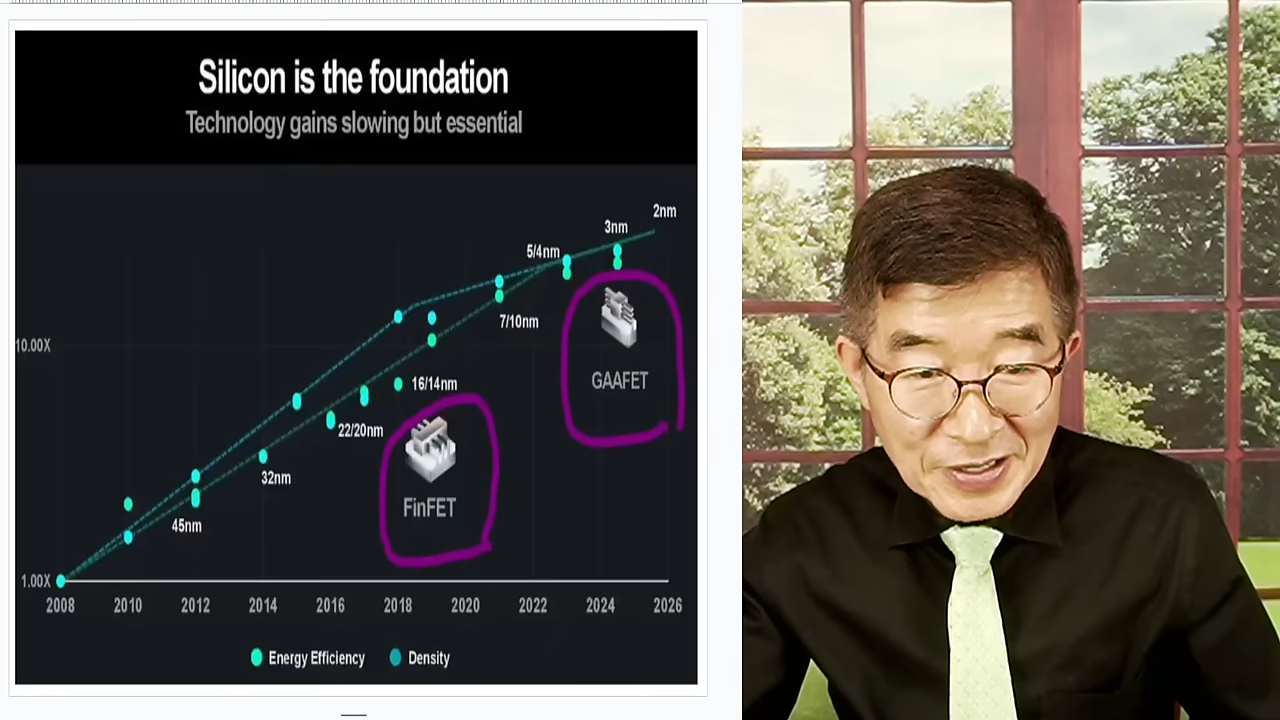 Silicon is the foundation
Technology gains slowing but essential
2nm
3nm
5/4nm
7/10nm
GAAFET
10.00X
16/14nm
22/20nm
32nm
FinFET
45nm
1.00X
2008 2010 2012 2014 2016 2018 2020 2022 2024 2026
Energy Efficiency Density